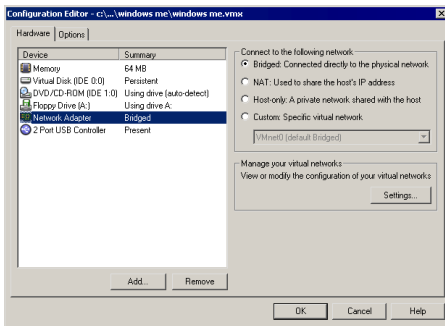 Configuration Editor - c:\...\windows me\windows me.vmx
Hardware
Options
Device Summary
Memory 64 MB
Virtual Disk (IDE 0:0) Persistent
DVD/CD-ROM (IDE 1:0) Using drive (auto-detect)
Floppy Drive (A:) Using drive A:
Network Adapter Bridged
2 Port USB Controller Present
Add...
Remove
Connect to the following network
Bridged: Connected directly to the physical network
NAT: Used to share the host's IP address
Host-only: A private network shared with the host
Custom: Specific virtual network
VMnet0 (default Bridged)
Manage your virtual networks
View or modify the configuration of your virtual networks
Settings...
OK
Cancel
Help